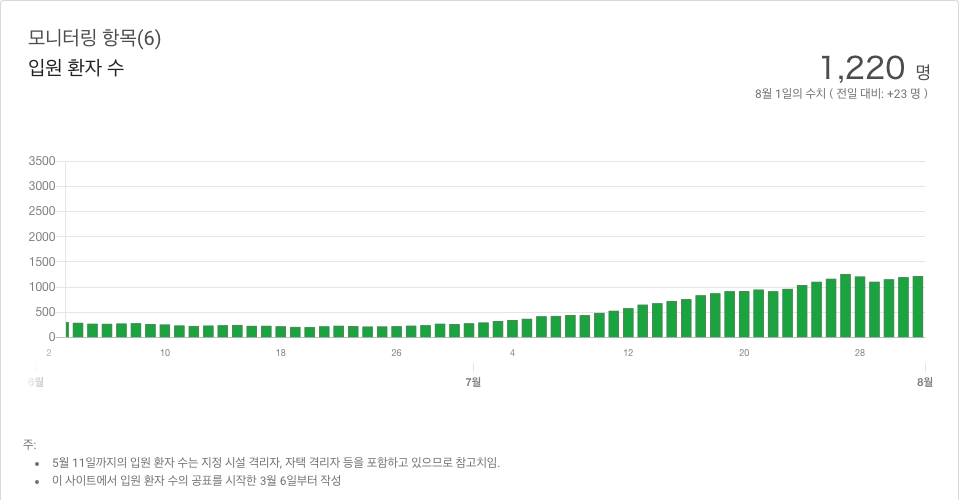 모니터링 항목(6)
입원 환자 수
1,220 명
8월 1일의 수치 ( 전일 대비: +23 명 )
3500
3000
2500
2000
1500
1000
500
0
2 10 18 26 4 12 20 28
6월 7월 8월
주:
• 5월 11일까지의 입원 환자 수는 지정 시설 격리자, 자택 격리자 등을 포함하고 있으므로 참고치임.
• 이 사이트에서 입원 환자 수의 공표를 시작한 3월 6일부터 작성